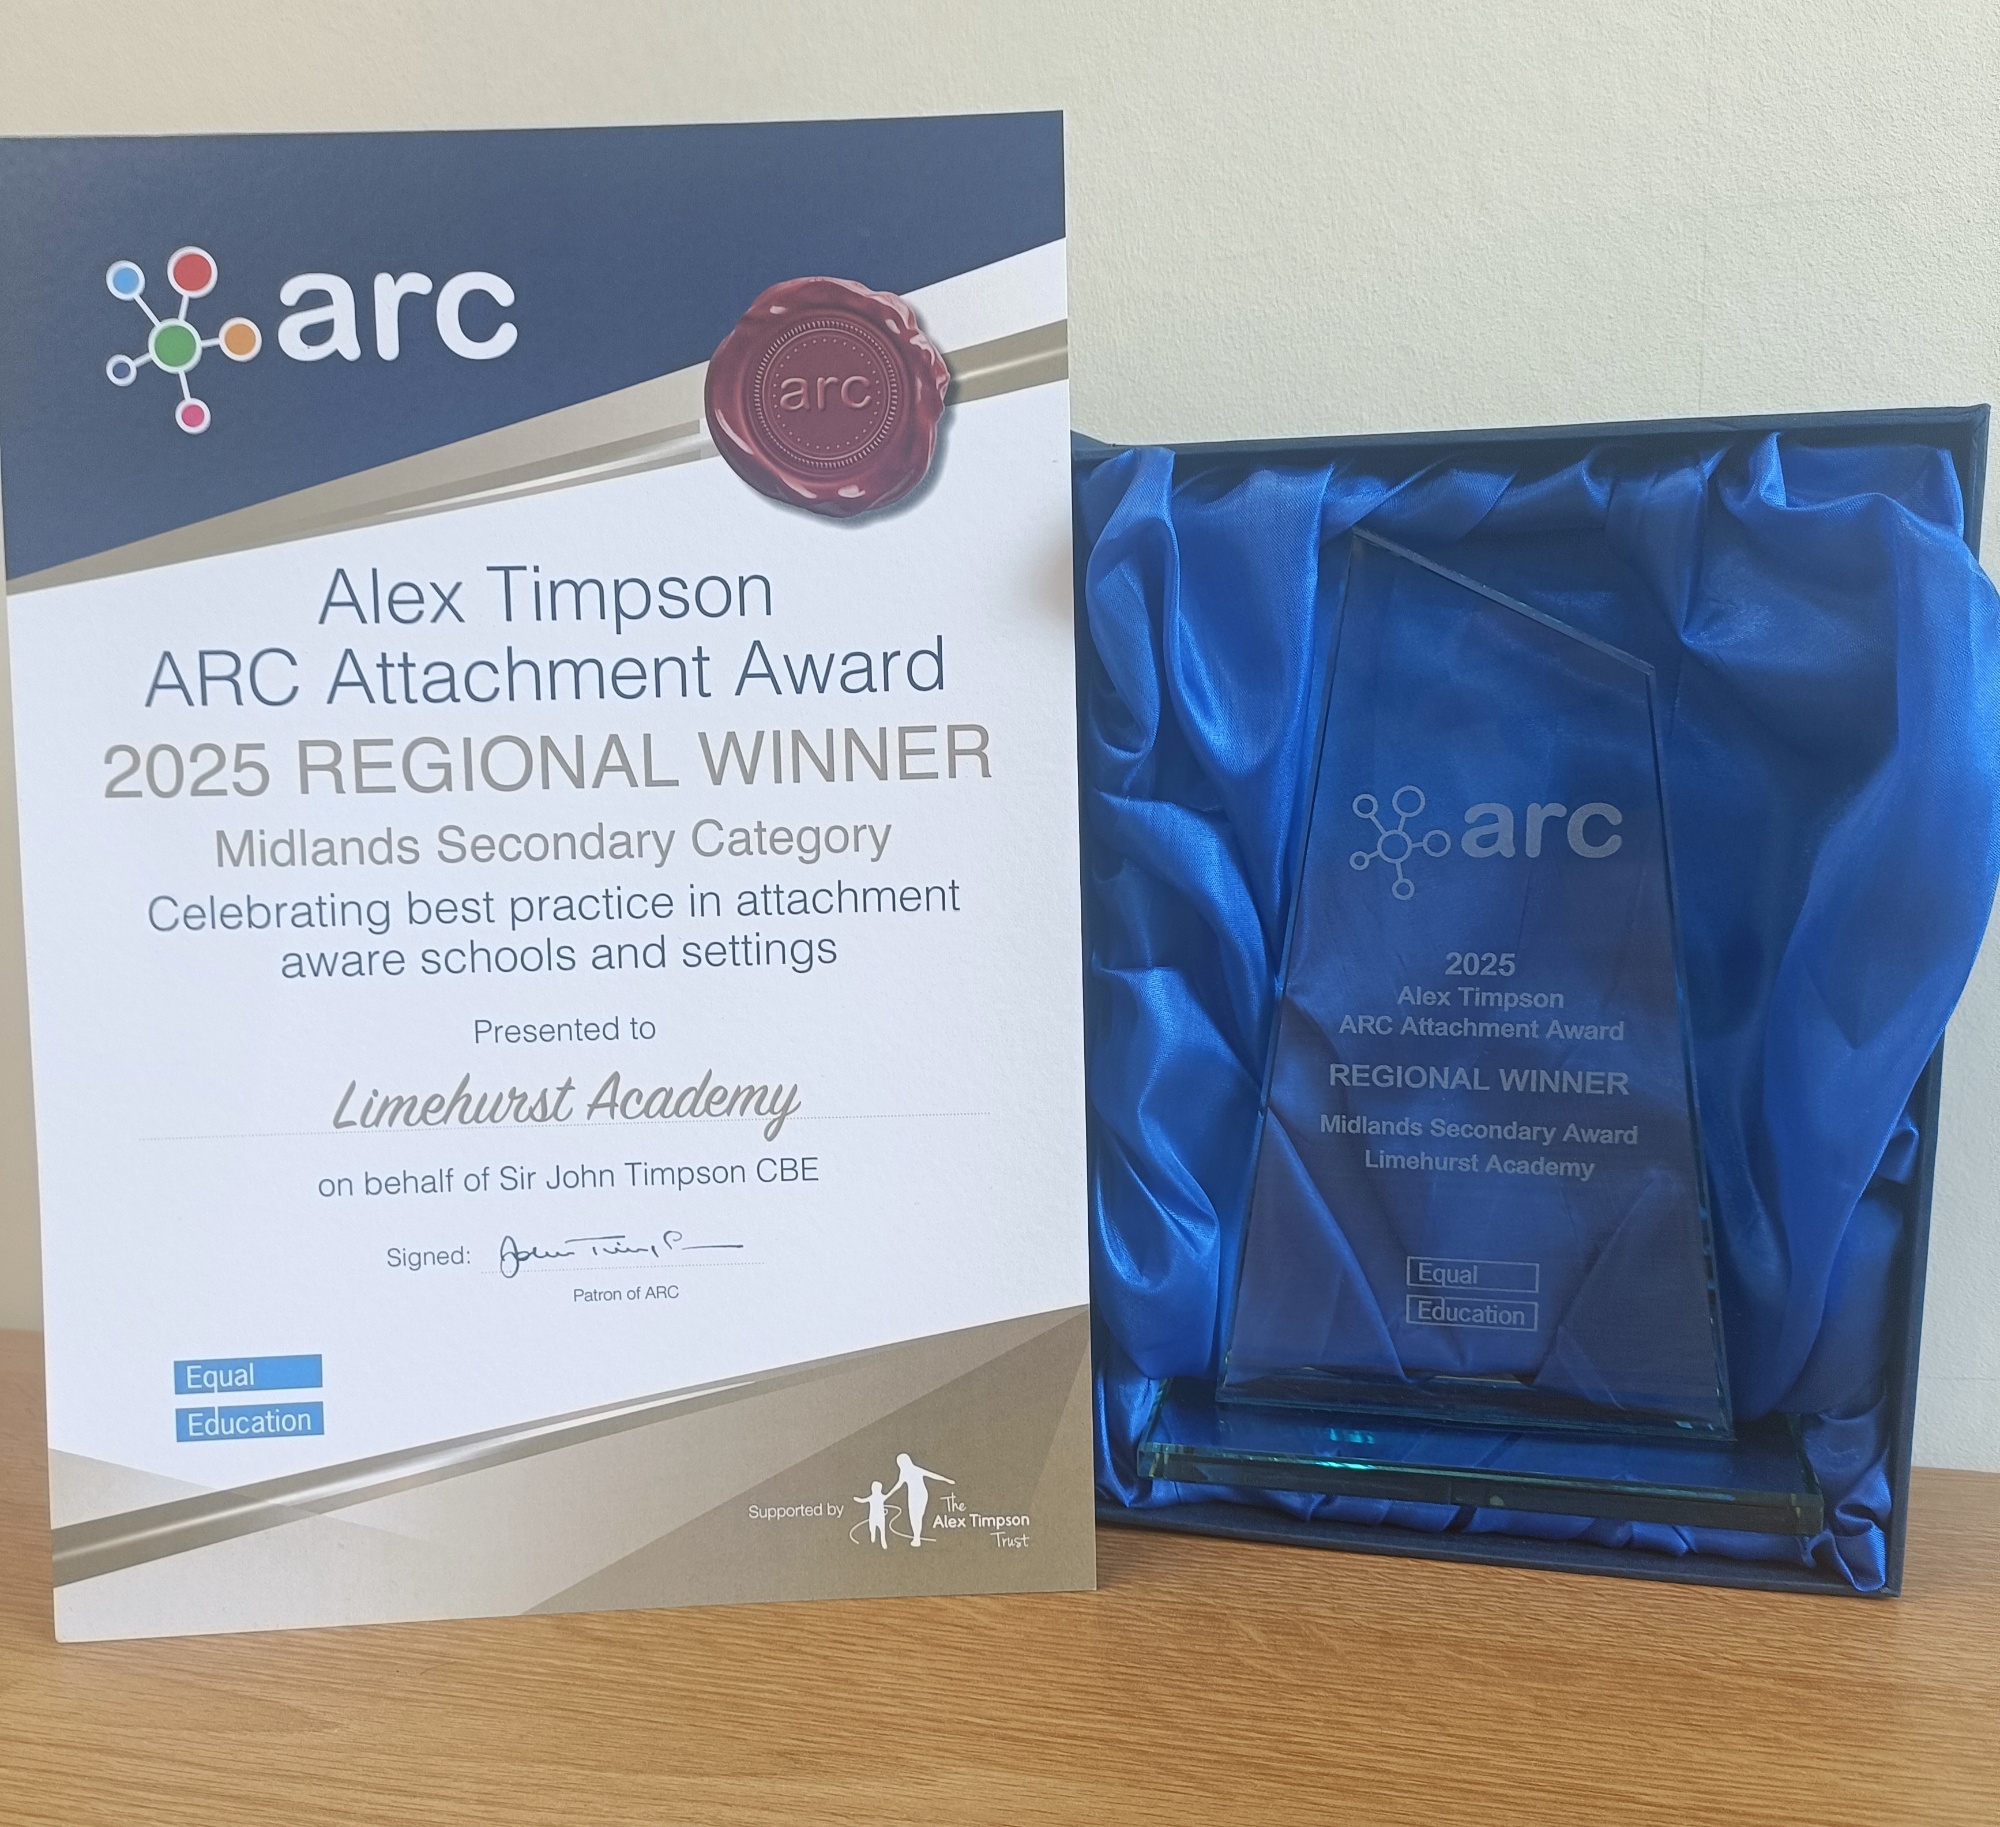 arc
arc
Alex Timpson
ARC Attachment Award
2025 REGIONAL WINNER
Midlands Secondary Category
Celebrating best practice in attachment
aware schools and settings
Presented to
Limehurst Academy
on behalf of Sir John Timpson CBE
Signed: John Timpson
Patron of ARC
Equal
Education
Supported by
The
Alex Timpson
Trust
arc
2025
Alex Timpson
ARC Attachment Award
REGIONAL WINNER
Midlands Secondary Award
Limehurst Academy
Equal
Education